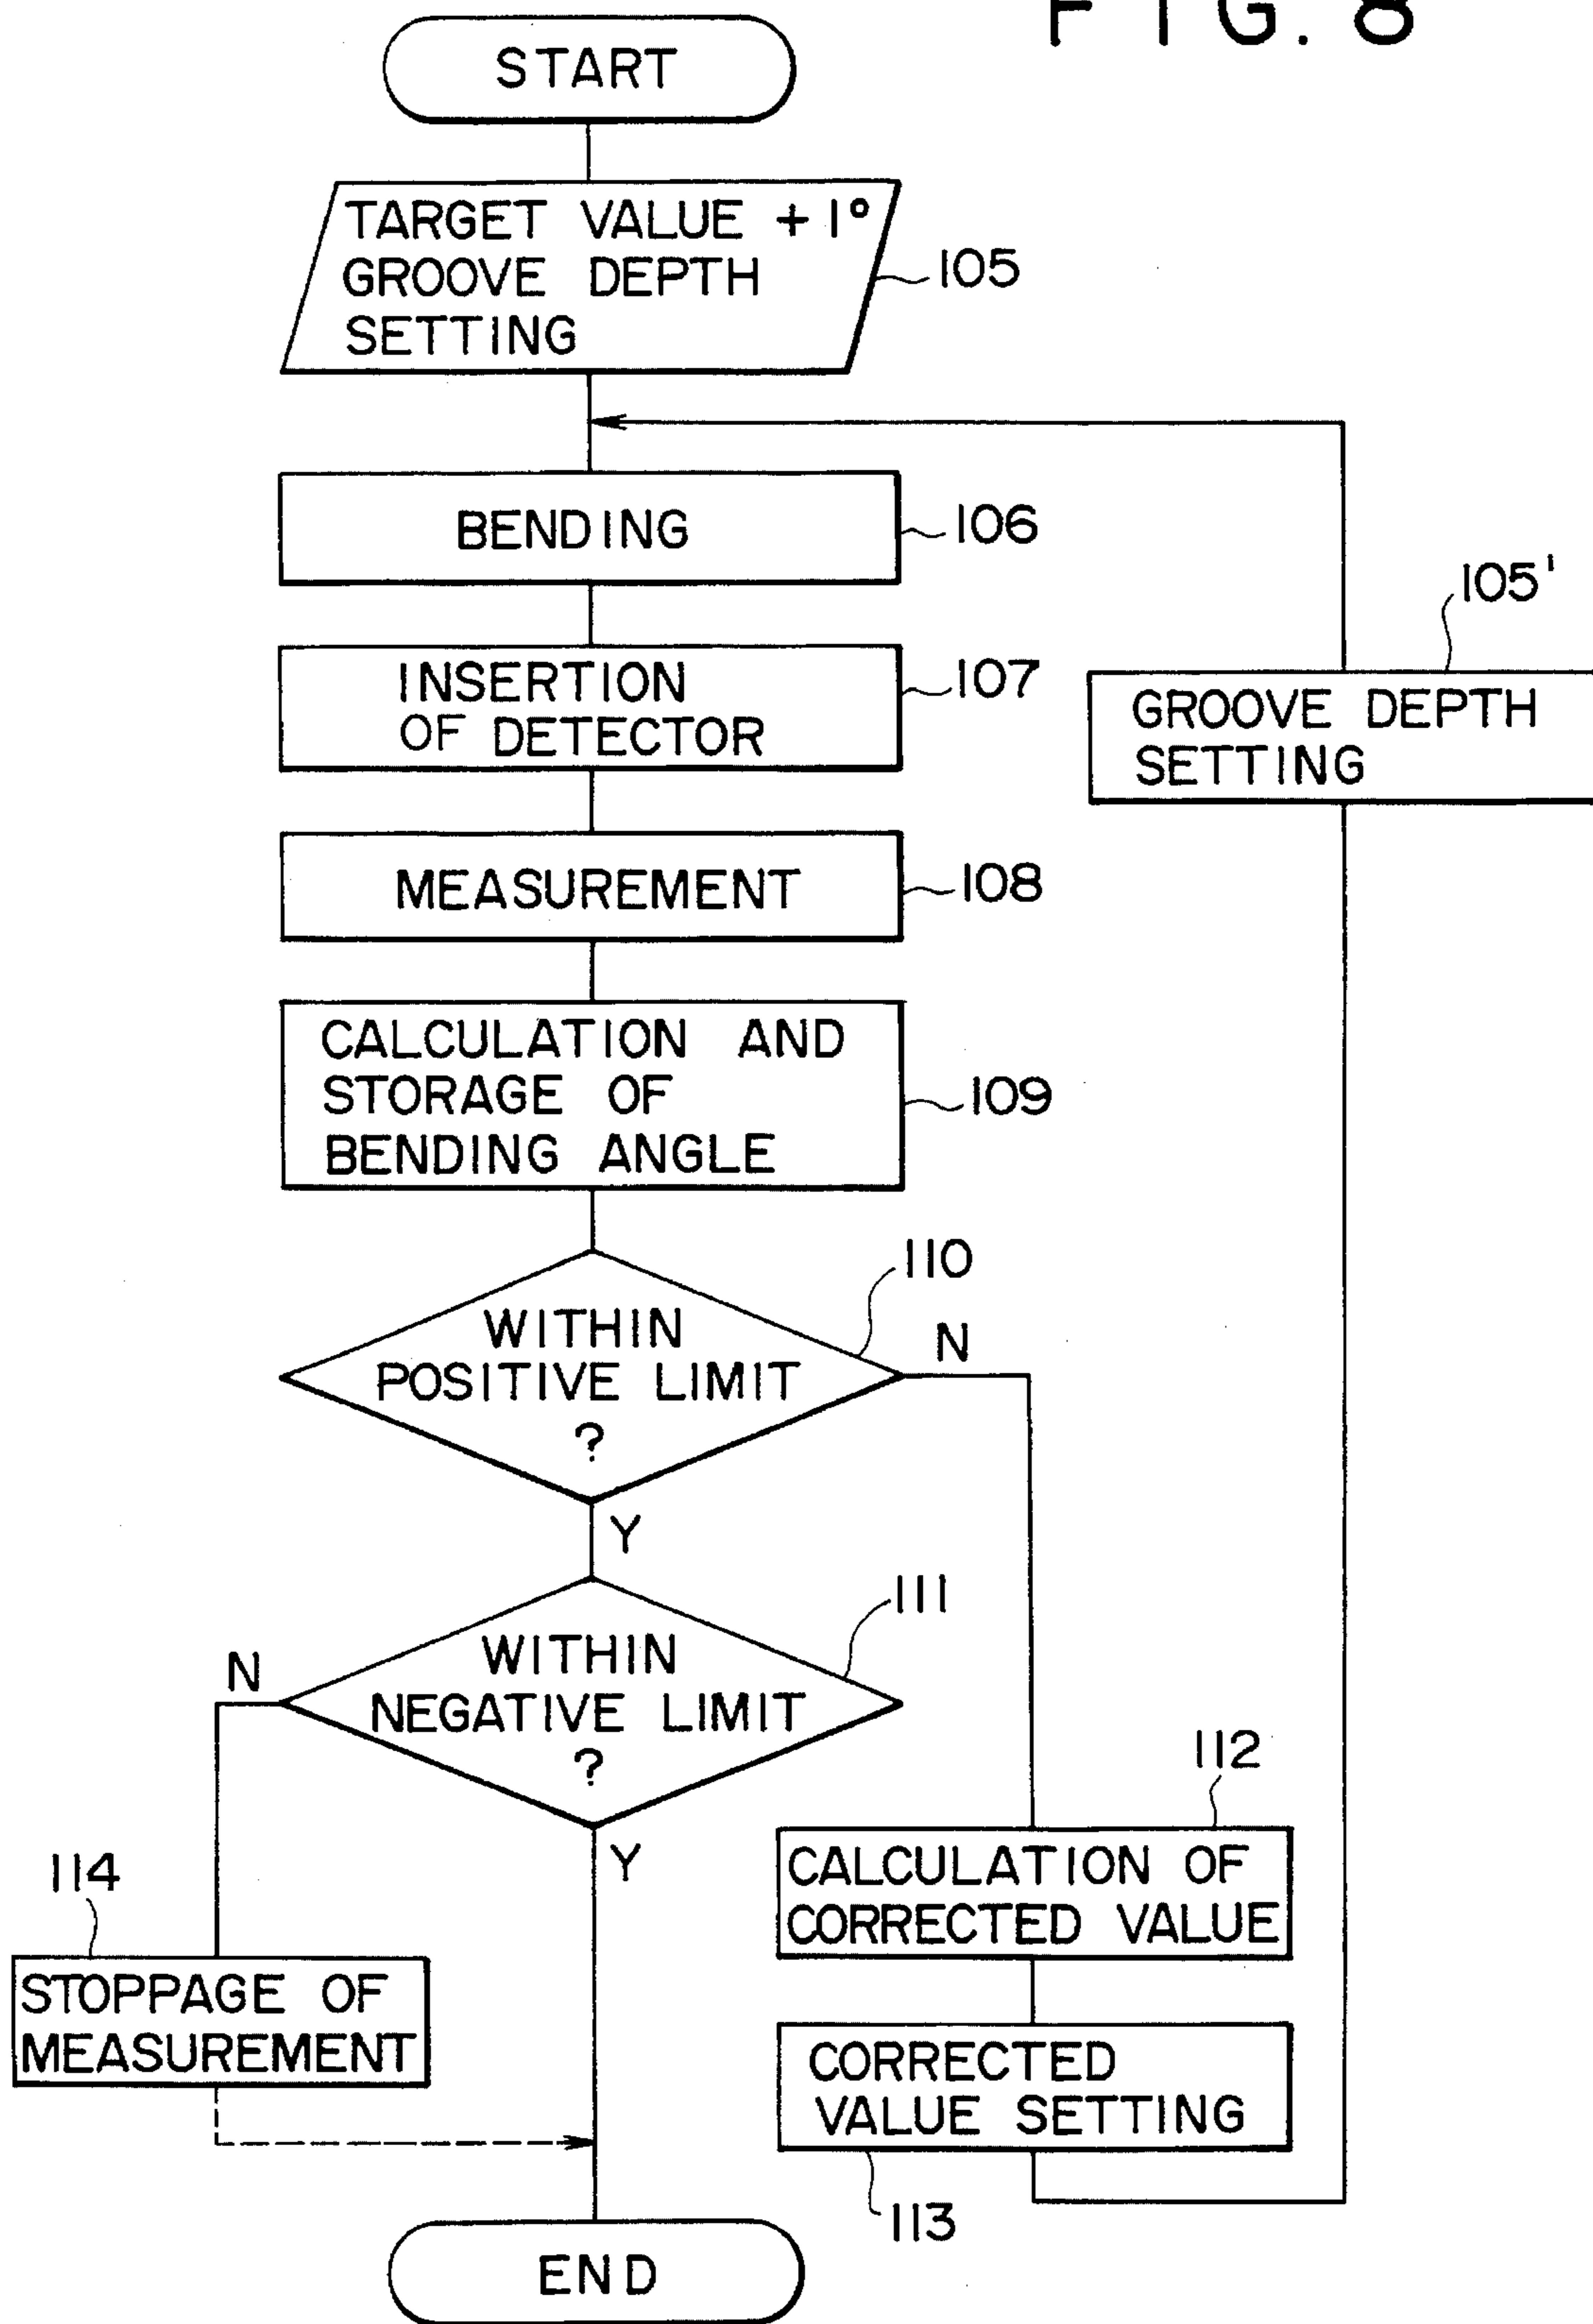 FIG. 8
START
TARGET VALUE + 1°
GROOVE DEPTH
SETTING
105
BENDING
106
105'
INSERTION
OF DETECTOR
107
GROOVE DEPTH
SETTING
MEASUREMENT
108
CALCULATION AND
STORAGE OF
BENDING ANGLE
109
110
WITHIN
POSITIVE LIMIT
?
N
Y
111
WITHIN
NEGATIVE LIMIT
?
N
Y
112
CALCULATION OF
CORRECTED VALUE
114
STOPPAGE OF
MEASUREMENT
CORRECTED
VALUE SETTING
113
END